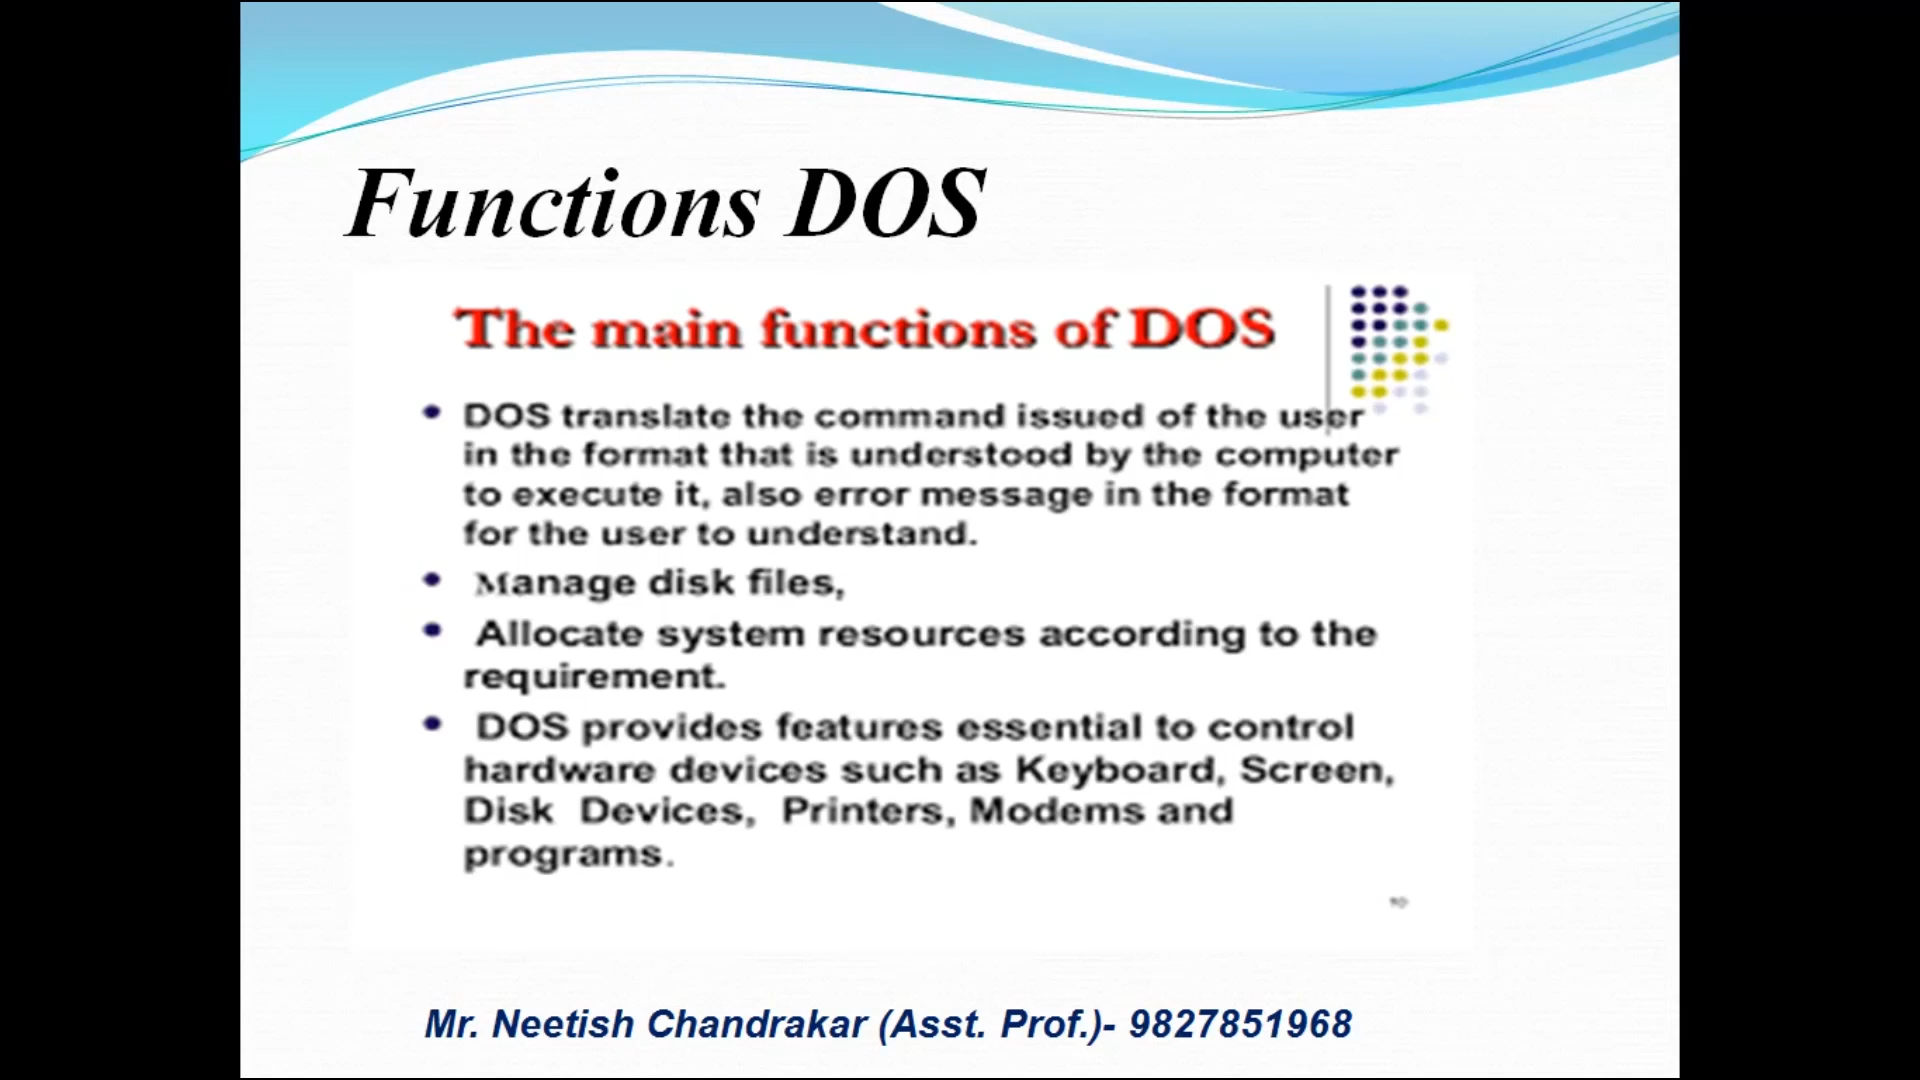 Functions DOS
The main functions of DOS
• DOS translate the command issued of the user
in the format that is understood by the computer
to execute it, also error message in the format
for the user to understand.
• Manage disk files,
• Allocate system resources according to the
requirement.
• DOS provides features essential to control
hardware devices such as Keyboard, Screen,
Disk Devices, Printers, Modems and
programs.
Mr. Neetish Chandrakar (Asst. Prof.)- 9827851968